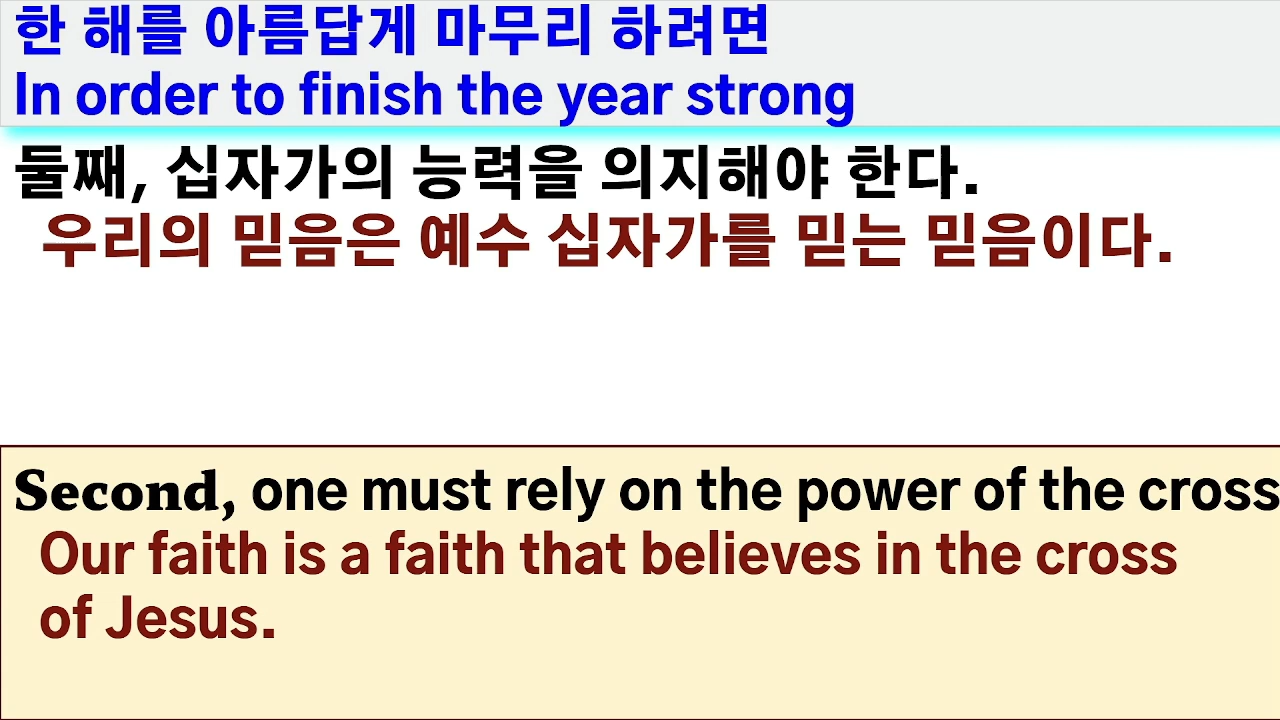 한 해를 아름답게 마무리 하려면
In order to finish the year strong
둘째, 십자가의 능력을 의지해야 한다.
우리의 믿음은 예수 십자가를 믿는 믿음이다.
Second, one must rely on the power of the cross
Our faith is a faith that believes in the cross
of Jesus.